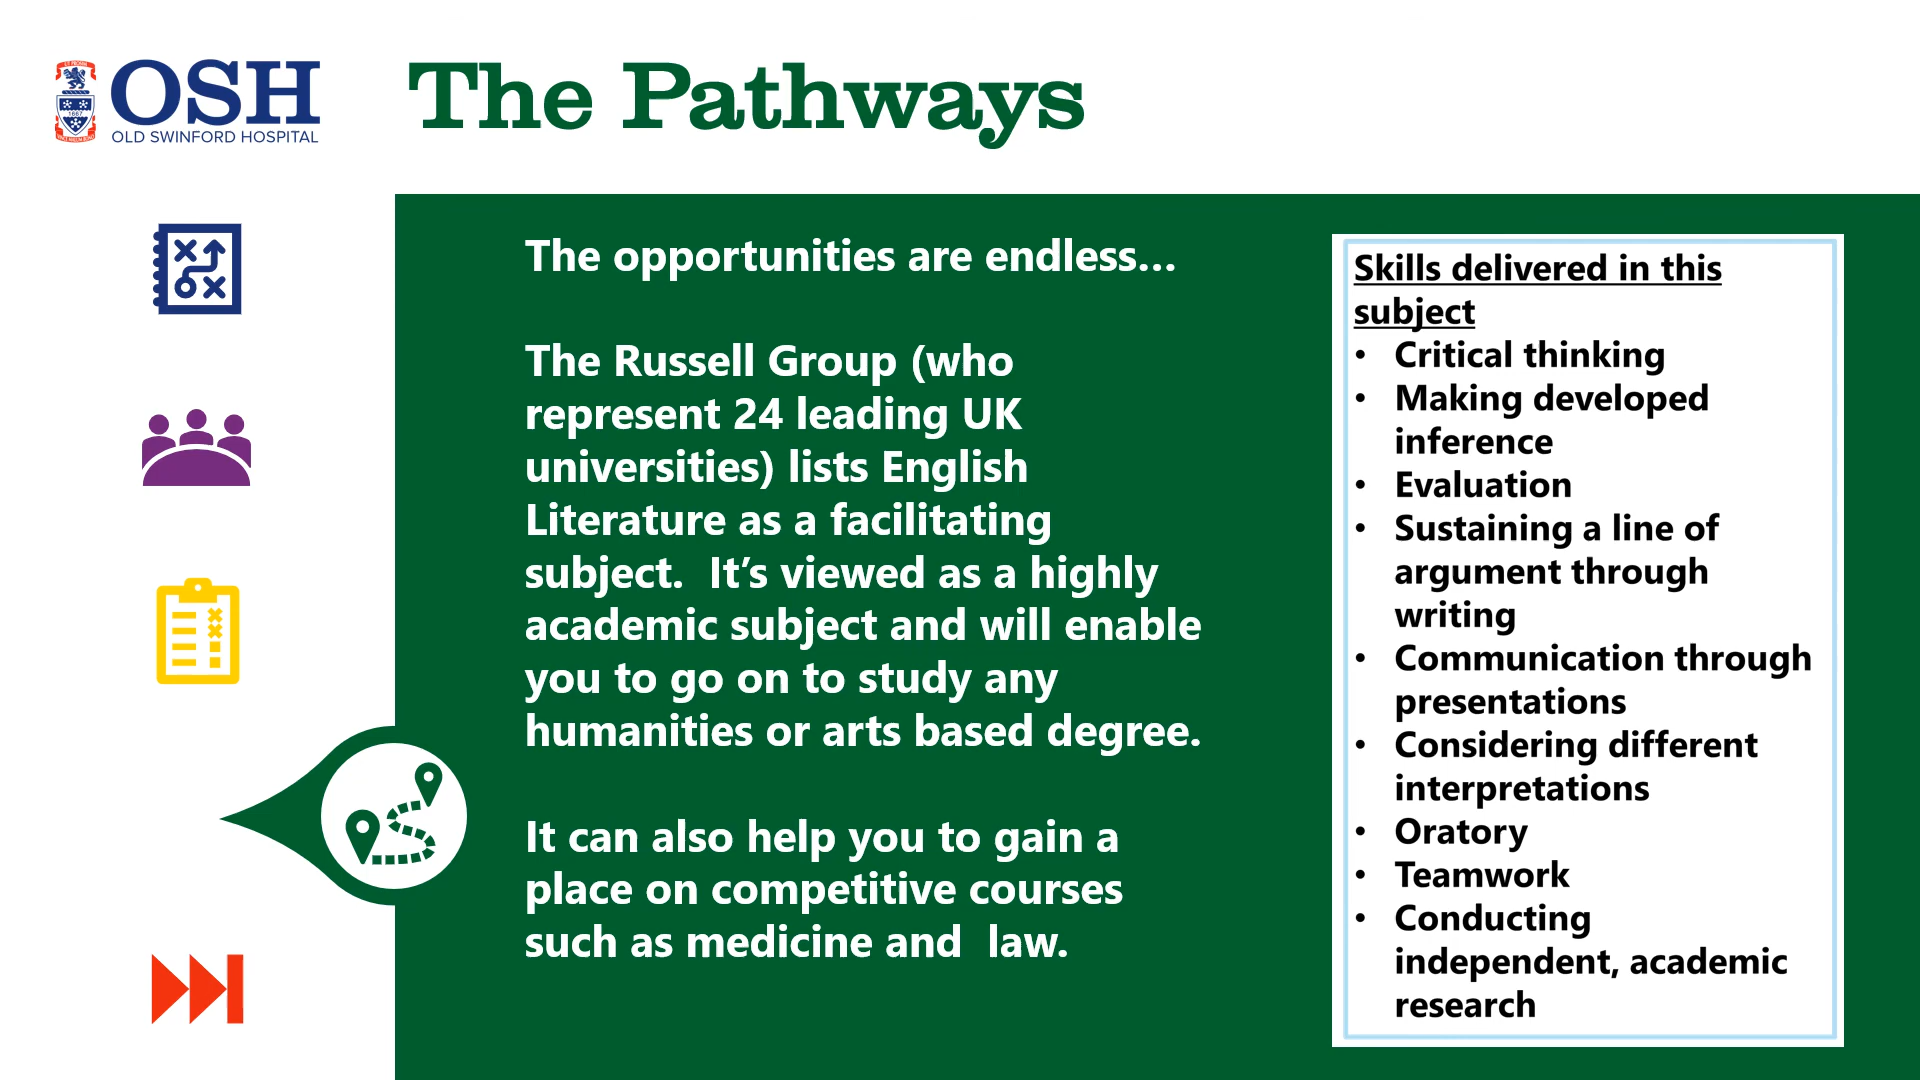 OSH
OLD SWINFORD HOSPITAL
1667
The Pathways
The opportunities are endless...
The Russell Group (who
represent 24 leading UK
universities) lists English
Literature as a facilitating
subject.  It’s viewed as a highly
academic subject and will enable
you to go on to study any
humanities or arts based degree.
It can also help you to gain a
place on competitive courses
such as medicine and  law.
Skills delivered in this
subject
• Critical thinking
• Making developed
inference
• Evaluation
• Sustaining a line of
argument through
writing
• Communication through
presentations
• Considering different
interpretations
• Oratory
• Teamwork
• Conducting
independent, academic
research